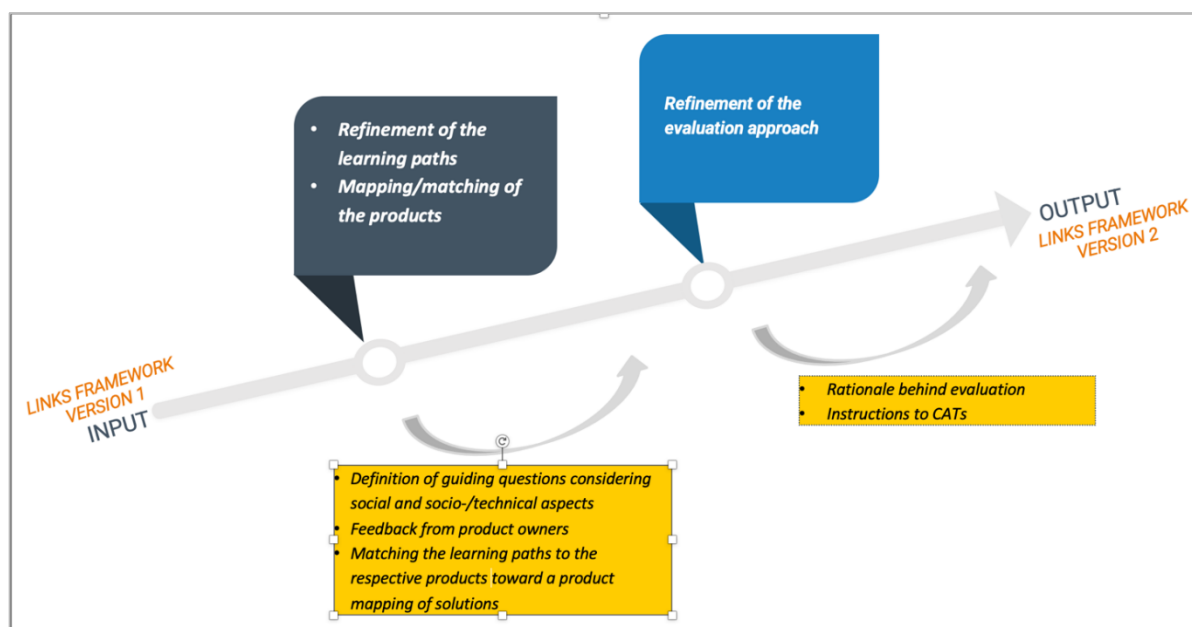 Refinement of the
evaluation approach
• Refinement of the
learning paths
• Mapping/matching of
the products
OUTPUT
LINKS FRAMEWORK
VERSION 2
LINKS FRAMEWORK
VERSION 1
INPUT
• Rationale behind evaluation
• Instructions to CATs
• Definition of guiding questions considering
social and socio-/technical aspects
• Feedback from product owners
• Matching the learning paths to the
respective products toward a product
mapping of solutions